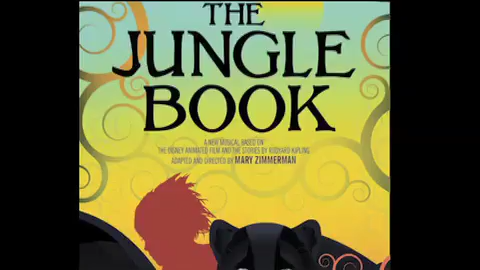 THE
JUNGLE
BOOK
A NEW MUSICAL BASED ON
THE DISNEY ANIMATED FILM AND THE STORIES BY RUDYARD KIPLING
ADAPTED AND DIRECTED BY MARY ZIMMERMAN